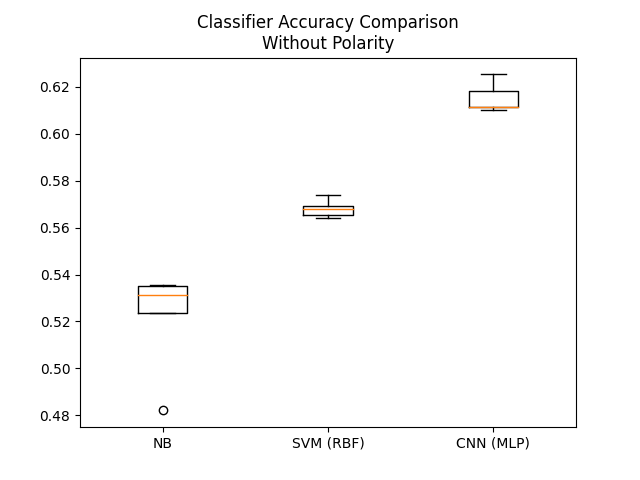 Classifier Accuracy Comparison
Without Polarity
0.62
0.60
0.58
0.56
0.54
0.52
0.50
0.48
NB
SVM (RBF)
CNN (MLP)